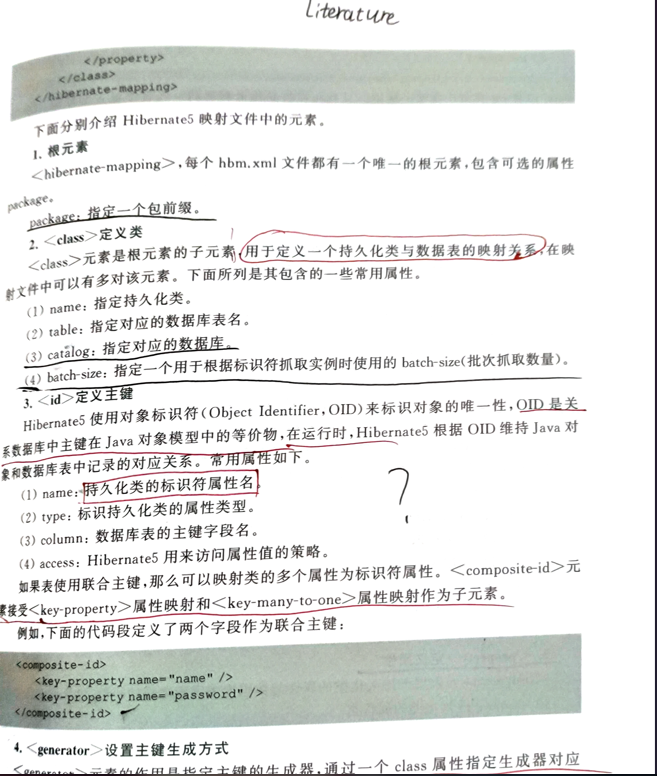 Literature
</property>
</class>
</hibernate-mapping>
下面分别介绍 Hibernate5 映射文件中的元素。
1. 根元素
<hibernate-mapping>,每个 hbm.xml 文件都有一个唯一的根元素,包含可选的属性
package。
package:指定一个包前缀。
2. <class>定义类
<class>元素是根元素的子元素,用于定义一个持久化类与数据表的映射关系,在映
射文件中可以有多对该元素。下面所列是其包含的一些常用属性。
(1) name:指定持久化类。
(2) table:指定对应的数据库表名。
(3) catalog:指定对应的数据库。
(4) batch-size:指定一个用于根据标识符抓取实例时使用的 batch-size(批次抓取数量)。
3. <id>定义主键
Hibernate5 使用对象标识符(Object Identifier,OID)来标识对象的唯一性,OID 是关
系数据库中主键在 Java 对象模型中的等价物,在运行时,Hibernate5 根据 OID 维持 Java 对
象和数据库表中记录的对应关系。常用属性如下。
(1) name:持久化类的标识符属性名。
(2) type:标识持久化类的属性类型。
?
(3) column:数据库表的主键字段名。
(4) access:Hibernate5 用来访问属性值的策略。
如果表使用联合主键,那么可以映射类的多个属性为标识符属性。<composite-id>元
素接受<key-property>属性映射和<key-many-to-one>属性映射作为子元素。
例如,下面的代码段定义了两个字段作为联合主键:
<composite-id>
<key-property name="name" />
<key-property name="password" />
</composite-id>
4. <generator>设置主键生成方式
<generator>元素的作用是指定主键的生成器,通过一个 class 属性指定生成器对应